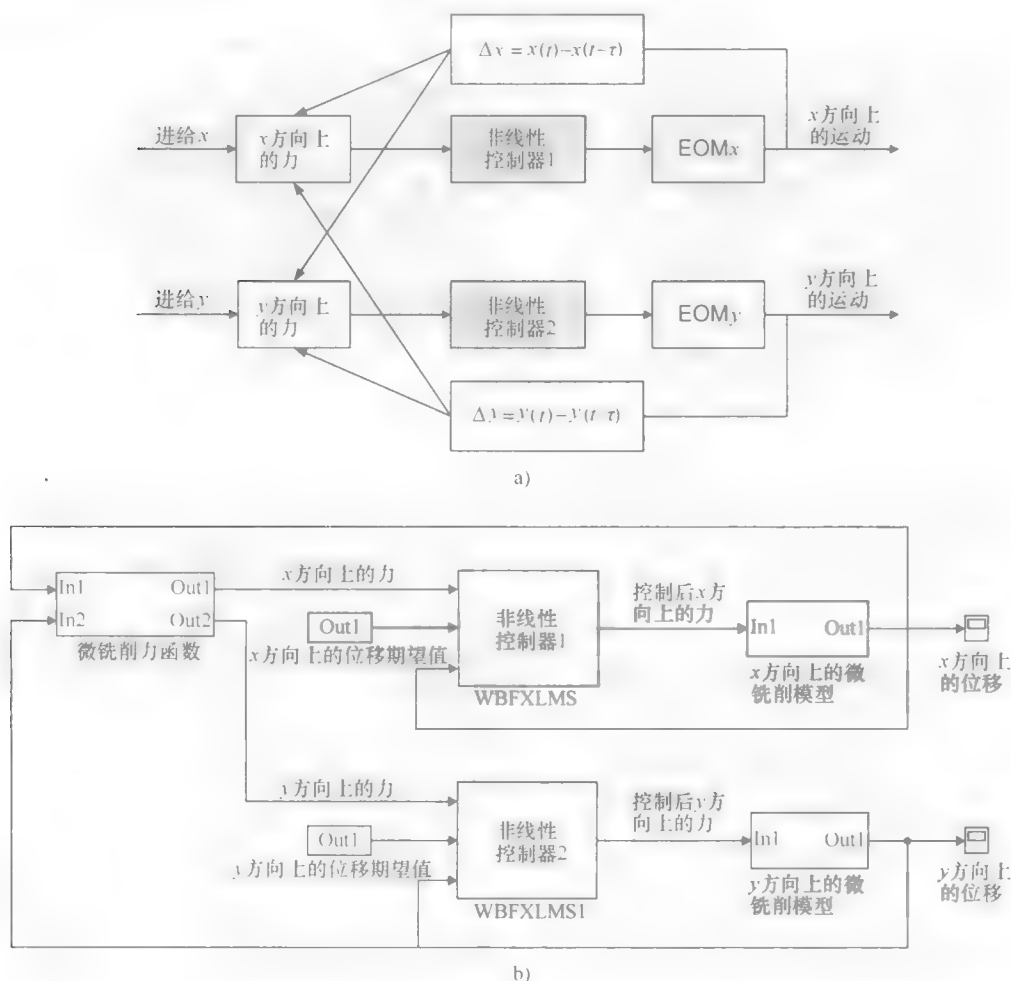 Δx = x(t)-x(t-τ)
进给x
x方向上
的力
非线性
控制器1
EOMx
x方向上
的运动
进给y
y方向上
的力
非线性
控制器2
EOMy
y方向上
的运动
Δy = y(t)-y(t-τ)
a)
In1 Out1
In2 Out2
微铣削力函数
x方向上的力
Out1
x方向上的位移期望值
非线性
控制器1
WBFXLMS
控制后x方
向上的力
In1 Out1
x方向上的微
铣削模型
x方向上
的位移
y方向上的力
Out1
y方向上的位移期望值
非线性
控制器2
WBFXLMS1
控制后y方
向上的力
In1 Out1
y方向上的微
铣削模型
y方向上
的位移
b)